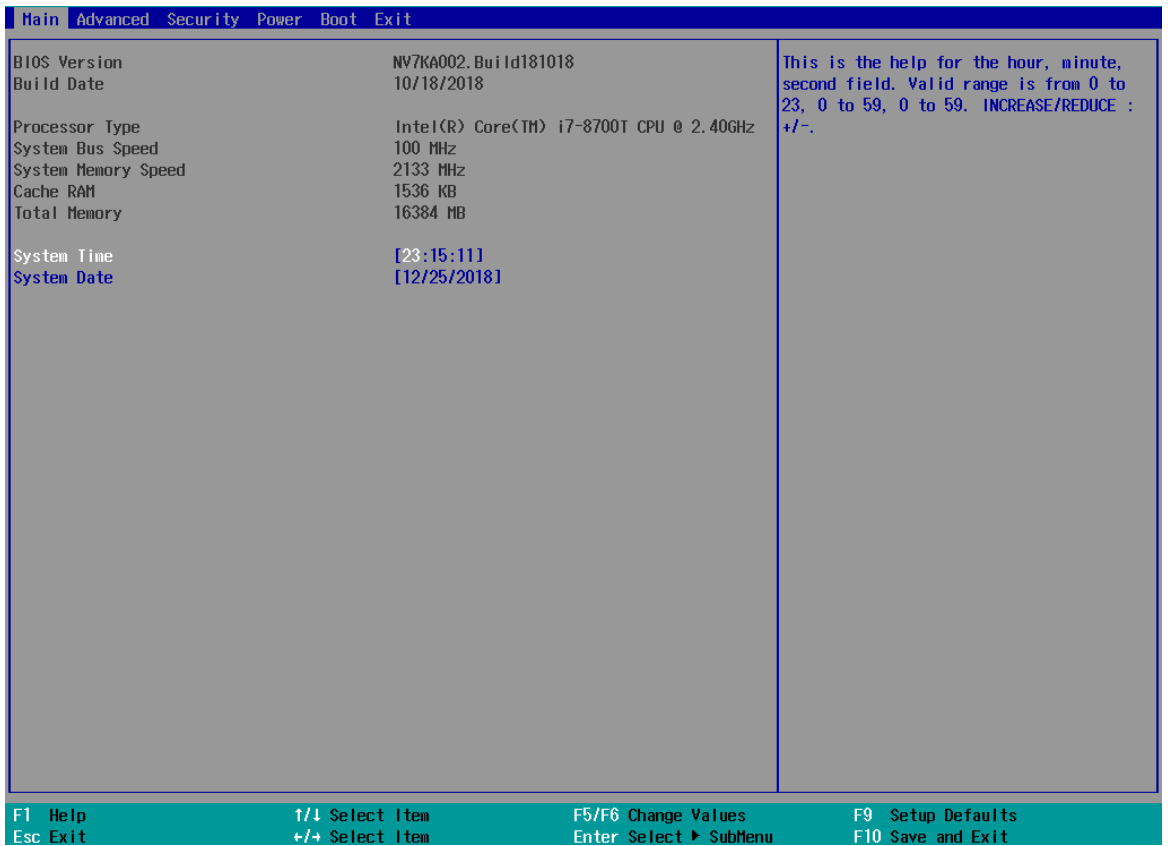 Main Advanced Security Power Boot Exit
BIOS Version NV7KA002.Build181018
Build Date 10/18/2018
Processor Type Intel(R) Core(TM) i7-8700T CPU @ 2.40GHz
System Bus Speed 100 MHz
System Memory Speed 2133 MHz
Cache RAM 1536 KB
Total Memory 16384 MB
System Time [23:15:11]
System Date [12/25/2018]
This is the help for the hour, minute,
second field. Valid range is from 0 to
23, 0 to 59, 0 to 59. INCREASE/REDUCE :
+/-.
F1 Help ↑/↓ Select Item F5/F6 Change Values F9 Setup Defaults
Esc Exit ←/→ Select Item Enter Select ▶ SubMenu F10 Save and Exit